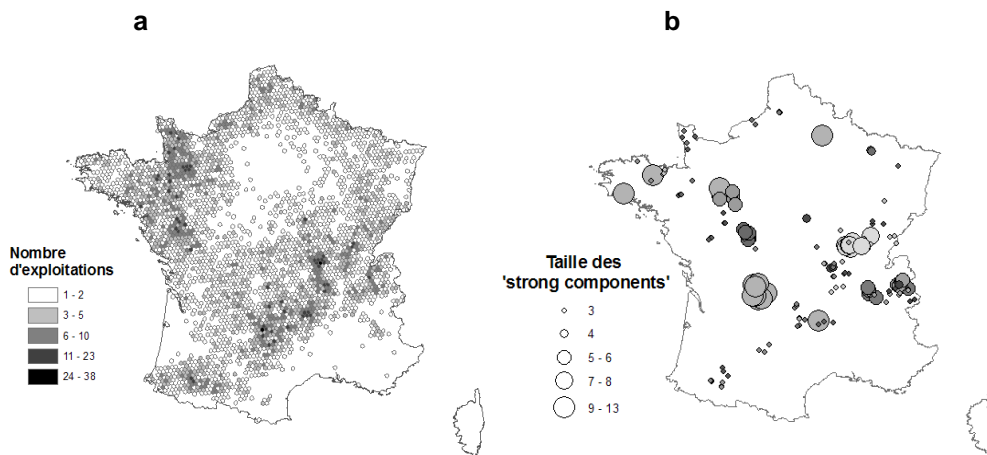 a
b
Nombre
d'exploitations
1 - 2
3 - 5
6 - 10
11 - 23
24 - 38
Taille des
'strong components'
3
4
5 - 6
7 - 8
9 - 13